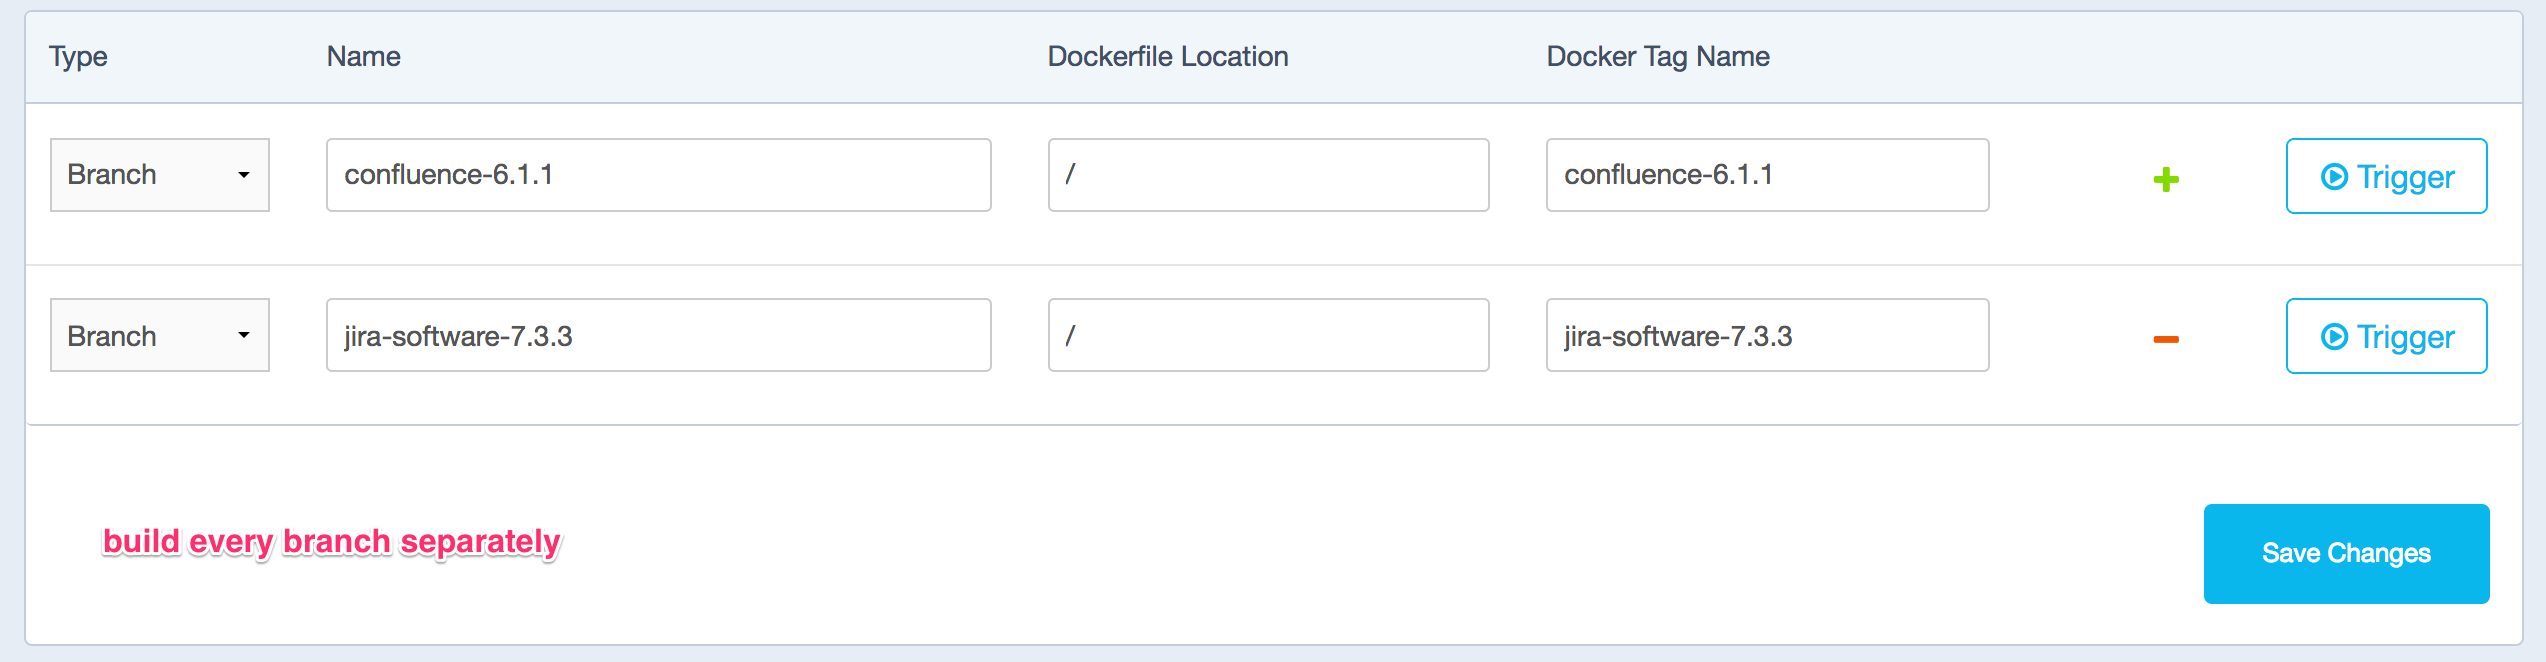 Type Name Dockerfile Location Docker Tag Name
Branch confluence-6.1.1 / confluence-6.1.1 Trigger
Branch jira-software-7.3.3 / jira-software-7.3.3 Trigger
build every branch separately
Save Changes